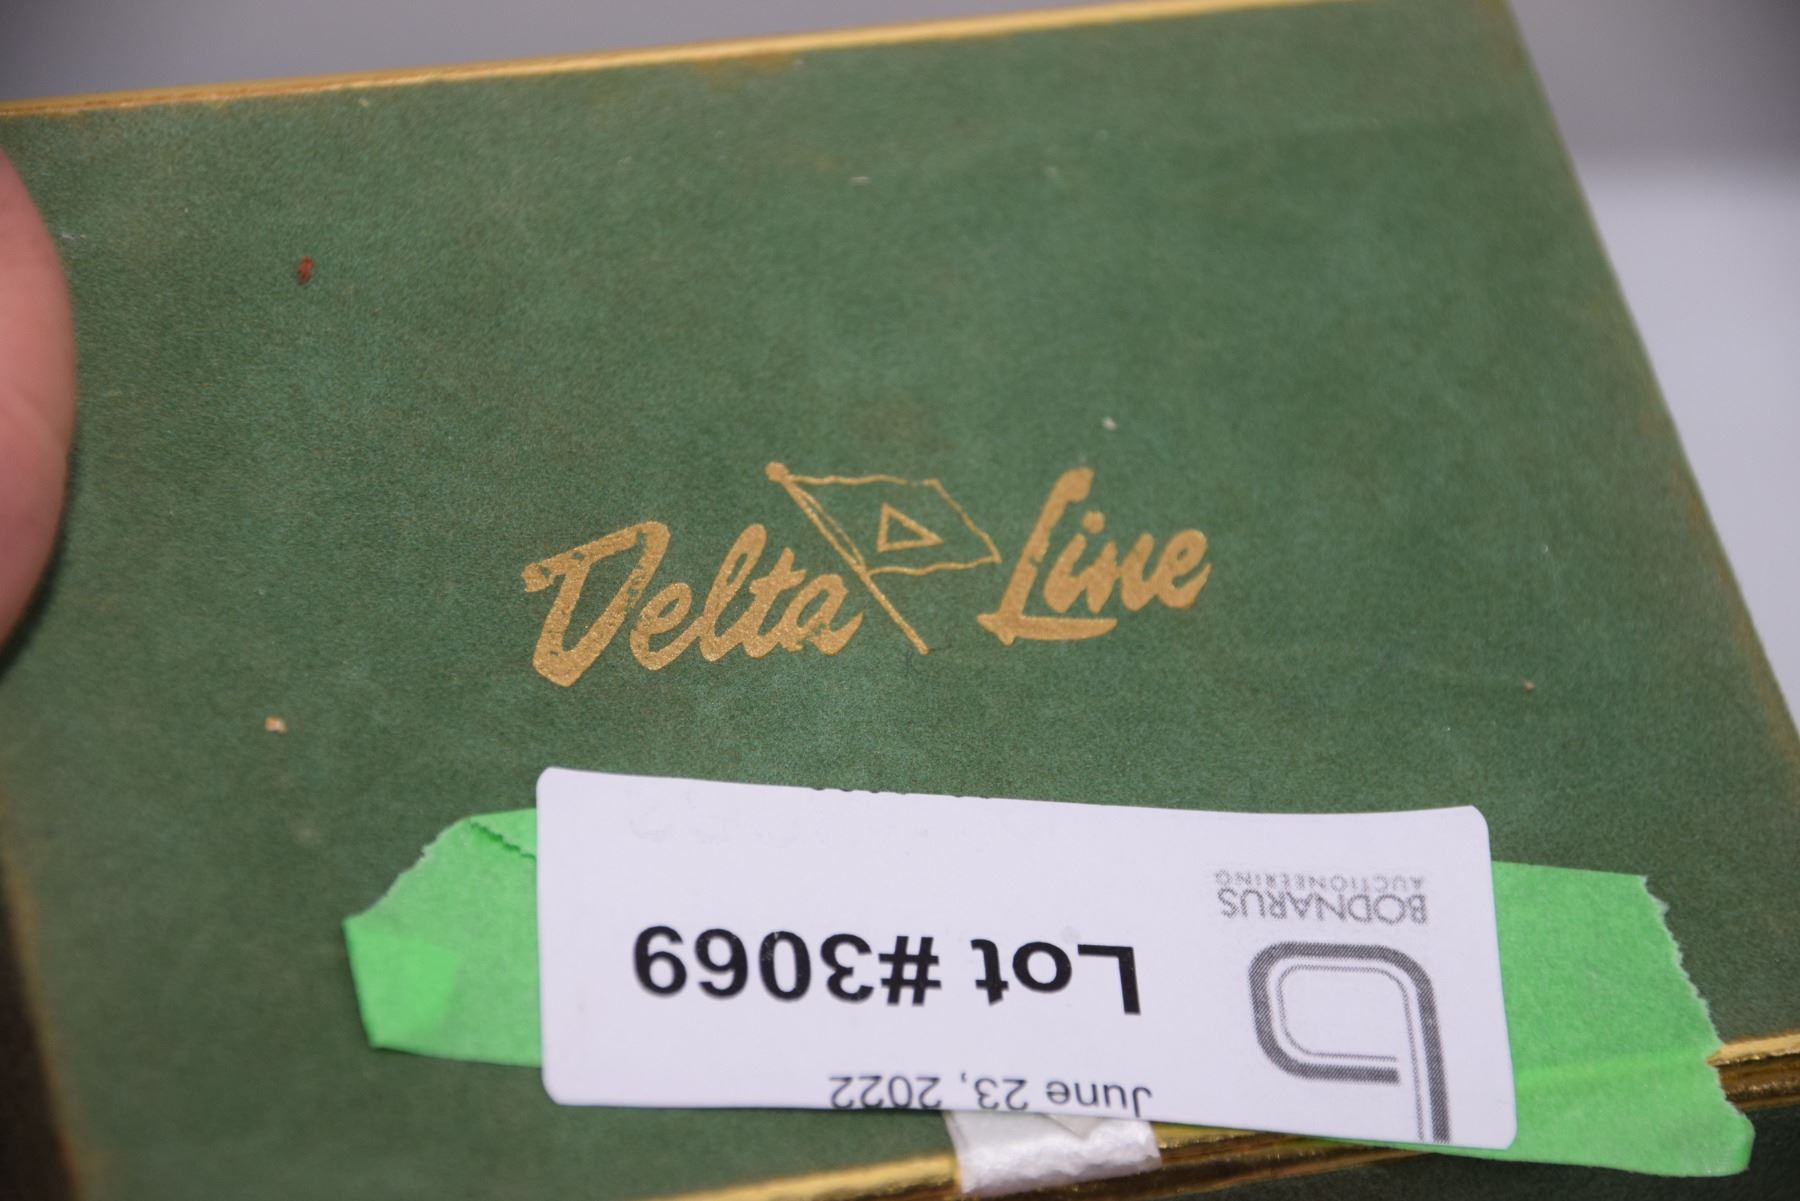 Delta Line
June 23, 2022
Lot #3069
BODNARUS
AUCTIONEERING